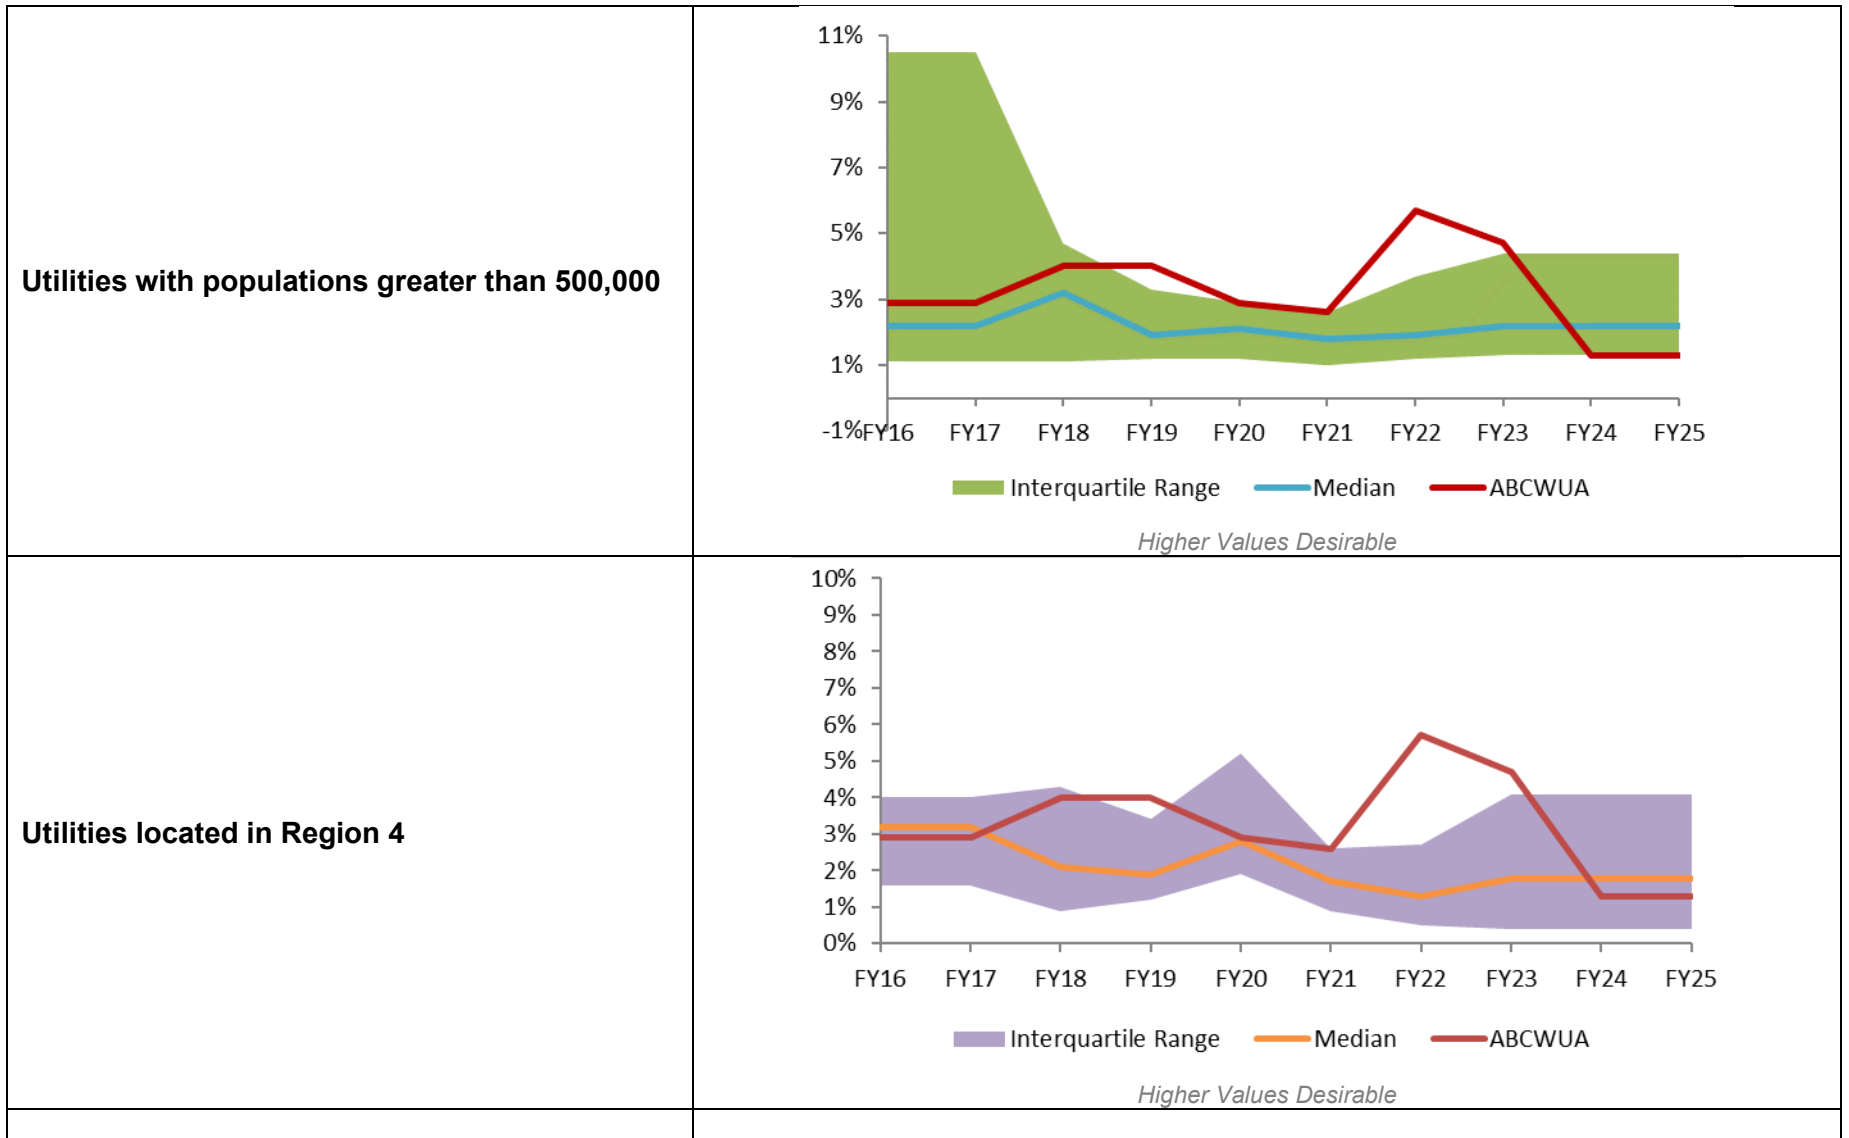 Utilities with populations greater than 500,000
11%
9%
7%
5%
3%
1%
-1%
FY16 FY17 FY18 FY19 FY20 FY21 FY22 FY23 FY24 FY25
Interquartile Range Median ABCWUA
Higher Values Desirable
Utilities located in Region 4
10%
9%
8%
7%
6%
5%
4%
3%
2%
1%
0%
FY16 FY17 FY18 FY19 FY20 FY21 FY22 FY23 FY24 FY25
Interquartile Range Median ABCWUA
Higher Values Desirable